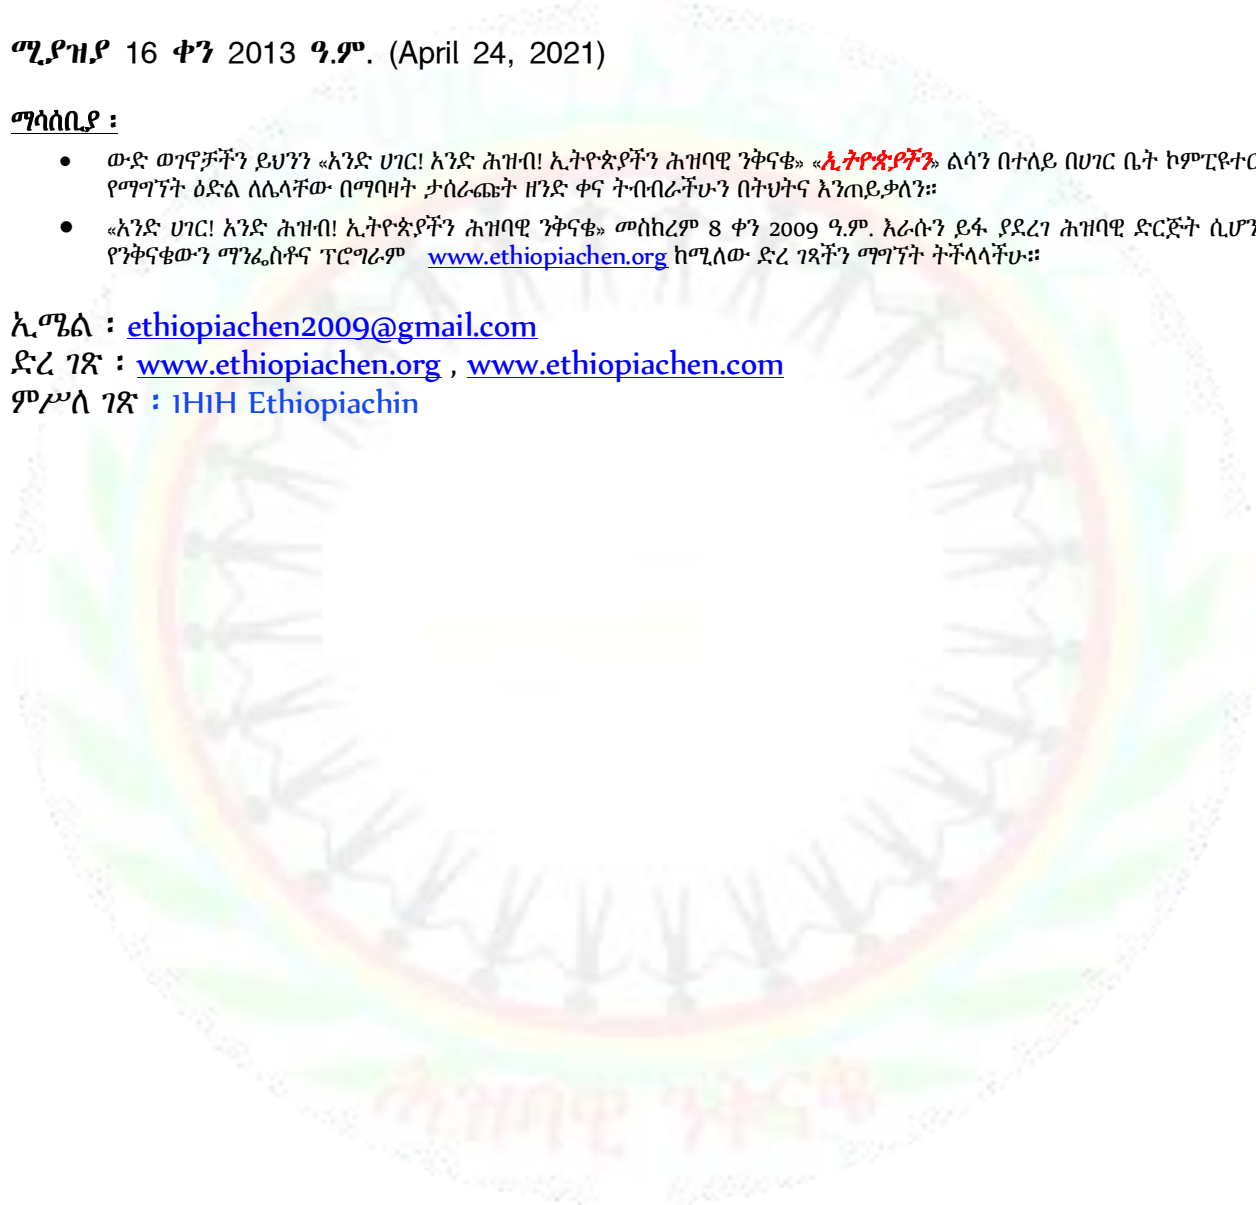 ሚያዝያ 16 ቀን 2013 ዓ.ም. (April 24, 2021)
ማሳሰቢያ ፡
• ውድ ወገኖቻችን ይህንን «አንድ ሀገር! አንድ ሕዝብ! ኢትዮጵያችን ሕዝባዊ ንቅናቄ» «ኢትዮጵያችን» ልሳን በተለይ በሀገር ቤት ኮምፒዩተር
የማግኘት ዕድል ለሌላቸው በማባዛት ታሰራጩት ዘንድ ቀና ትብብራችሁን በትህትና እንጠይቃለን።
• «አንድ ሀገር! አንድ ሕዝብ! ኢትዮጵያችን ሕዝባዊ ንቅናቄ» መስከረም 8 ቀን 2009 ዓ.ም. እራሱን ይፋ ያደረገ ሕዝባዊ ድርጅት ሲሆን
የንቅናቄውን ማንፌስቶና ፕሮግራም www.ethiopiachen.org ከሚለው ድረ ገጻችን ማግኘት ትችላላችሁ።
ኢሜል ፡ ethiopiachen2009@gmail.com
ድረ ገጽ ፡ www.ethiopiachen.org , www.ethiopiachen.com
ምሥለ ገጽ ፡ 1H1H Ethiopiachin
ሕዝባዊ ንቅናቄ